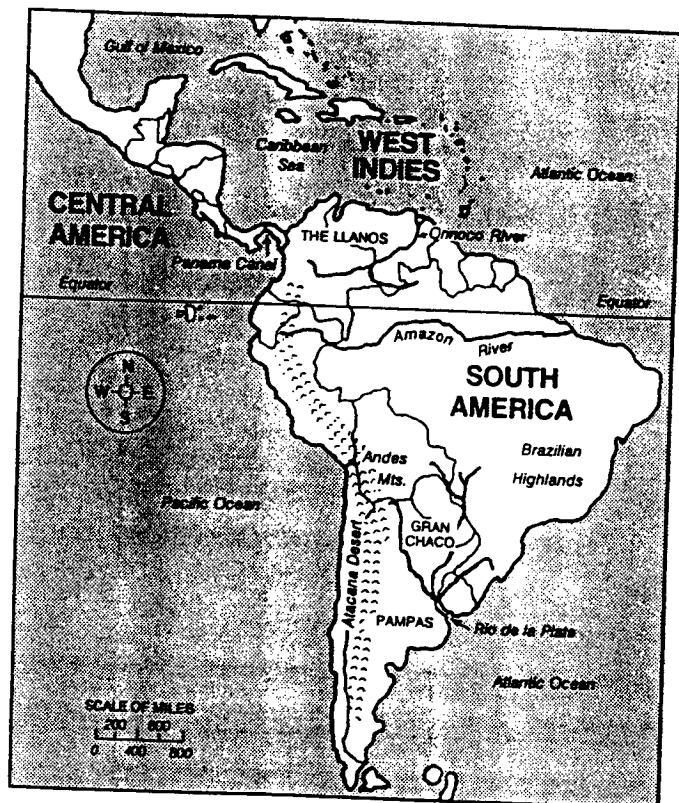 Gulf of Mexico
Caribbean
Sea
WEST
INDIES
Atlantic Ocean
CENTRAL
AMERICA
THE LLANOS
Orinoco River
Panama Canal
Equator
Equator
Amazon River
N
W E
S
SOUTH
AMERICA
Andes
Mts.
Brazilian
Highlands
Pacific Ocean
GRAN
CHACO
Atacana Desert
PAMPAS
Rio de la Plata
Atlantic Ocean
SCALE OF MILES
200 600
0 400 800